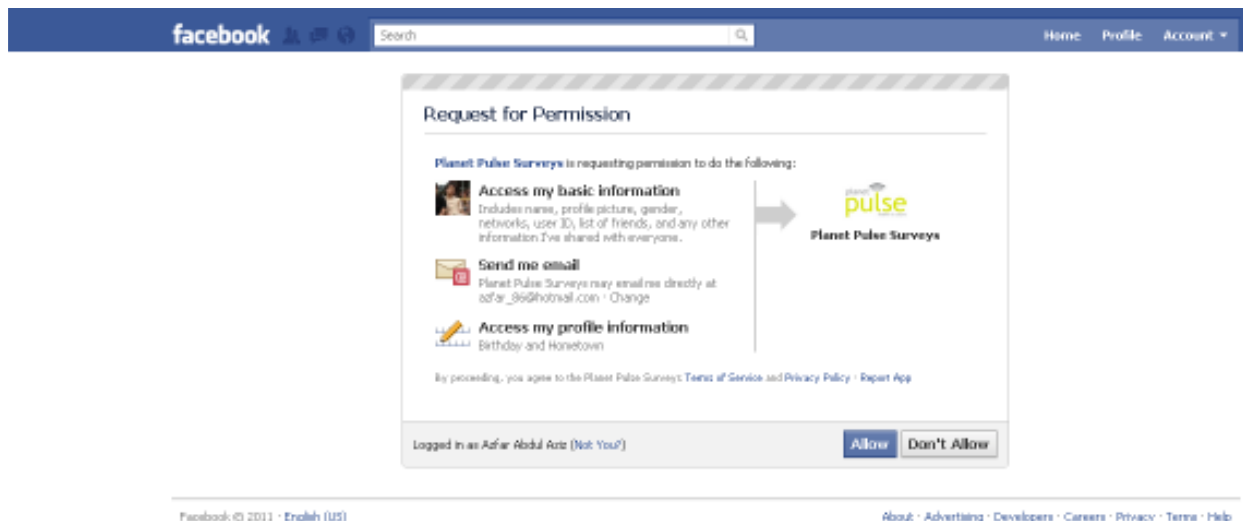 facebook
Search
Home Profile Account
Request for Permission
Planet Pulse Surveys is requesting permission to do the following:
Access my basic information
Includes name, profile picture, gender,
networks, user ID, list of friends, and any other
information I've shared with everyone.
planet
pulse
Planet Pulse Surveys
Send me email
Planet Pulse Surveys may email me directly at
azfar_86@hotmail.com · Change
Access my profile information
Birthday and Hometown
By proceeding, you agree to the Planet Pulse Surveys Terms of Service and Privacy Policy · Report App
Logged in as Azfar Abdul Aziz (Not You?)
Allow Don't Allow
Facebook © 2011 · English (US)
About · Advertising · Developers · Careers · Privacy · Terms · Help